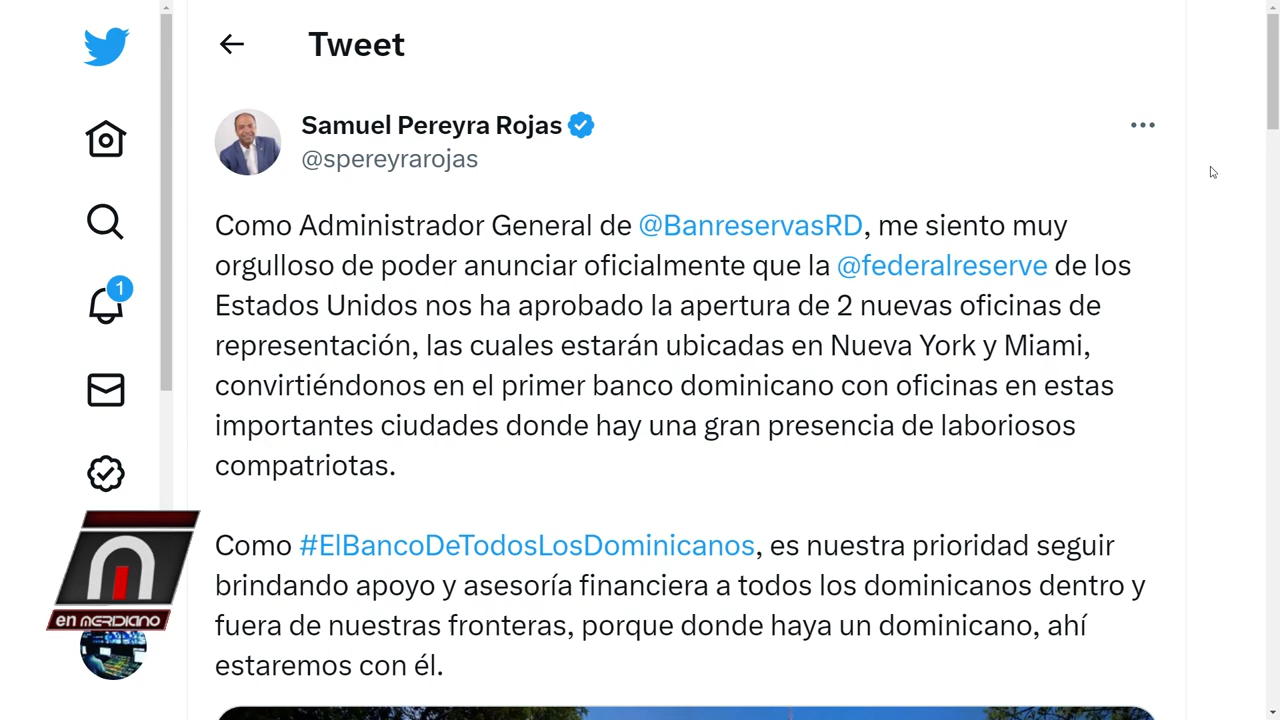 Tweet
Samuel Pereyra Rojas
@spereyrarojas
Como Administrador General de @BanreservasRD, me siento muy
orgulloso de poder anunciar oficialmente que la @federalreserve de los
Estados Unidos nos ha aprobado la apertura de 2 nuevas oficinas de
representación, las cuales estarán ubicadas en Nueva York y Miami,
convirtiéndonos en el primer banco dominicano con oficinas en estas
importantes ciudades donde hay una gran presencia de laboriosos
compatriotas.
Como #ElBancoDeTodosLosDominicanos, es nuestra prioridad seguir
brindando apoyo y asesoría financiera a todos los dominicanos dentro y
fuera de nuestras fronteras, porque donde haya un dominicano, ahí
estaremos con él.
1
en MERIDIANO